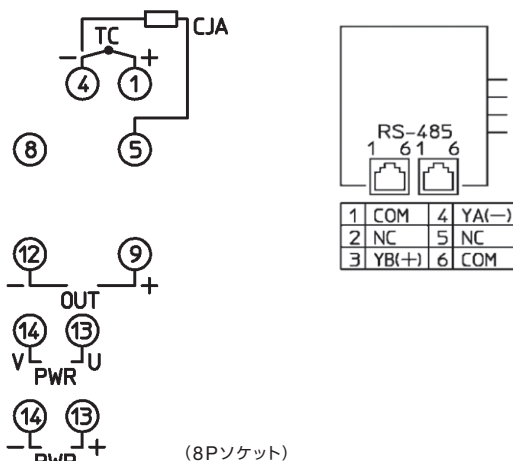 CJA
TC
- +
4 1
8 5
12 9
- OUT +
14 13
V PWR U
14 13
- PWR +
(8Pソケット)
RS-485
1 6 1 6
1 COM 4 YA(-)
2 NC 5 NC
3 YB(+) 6 COM